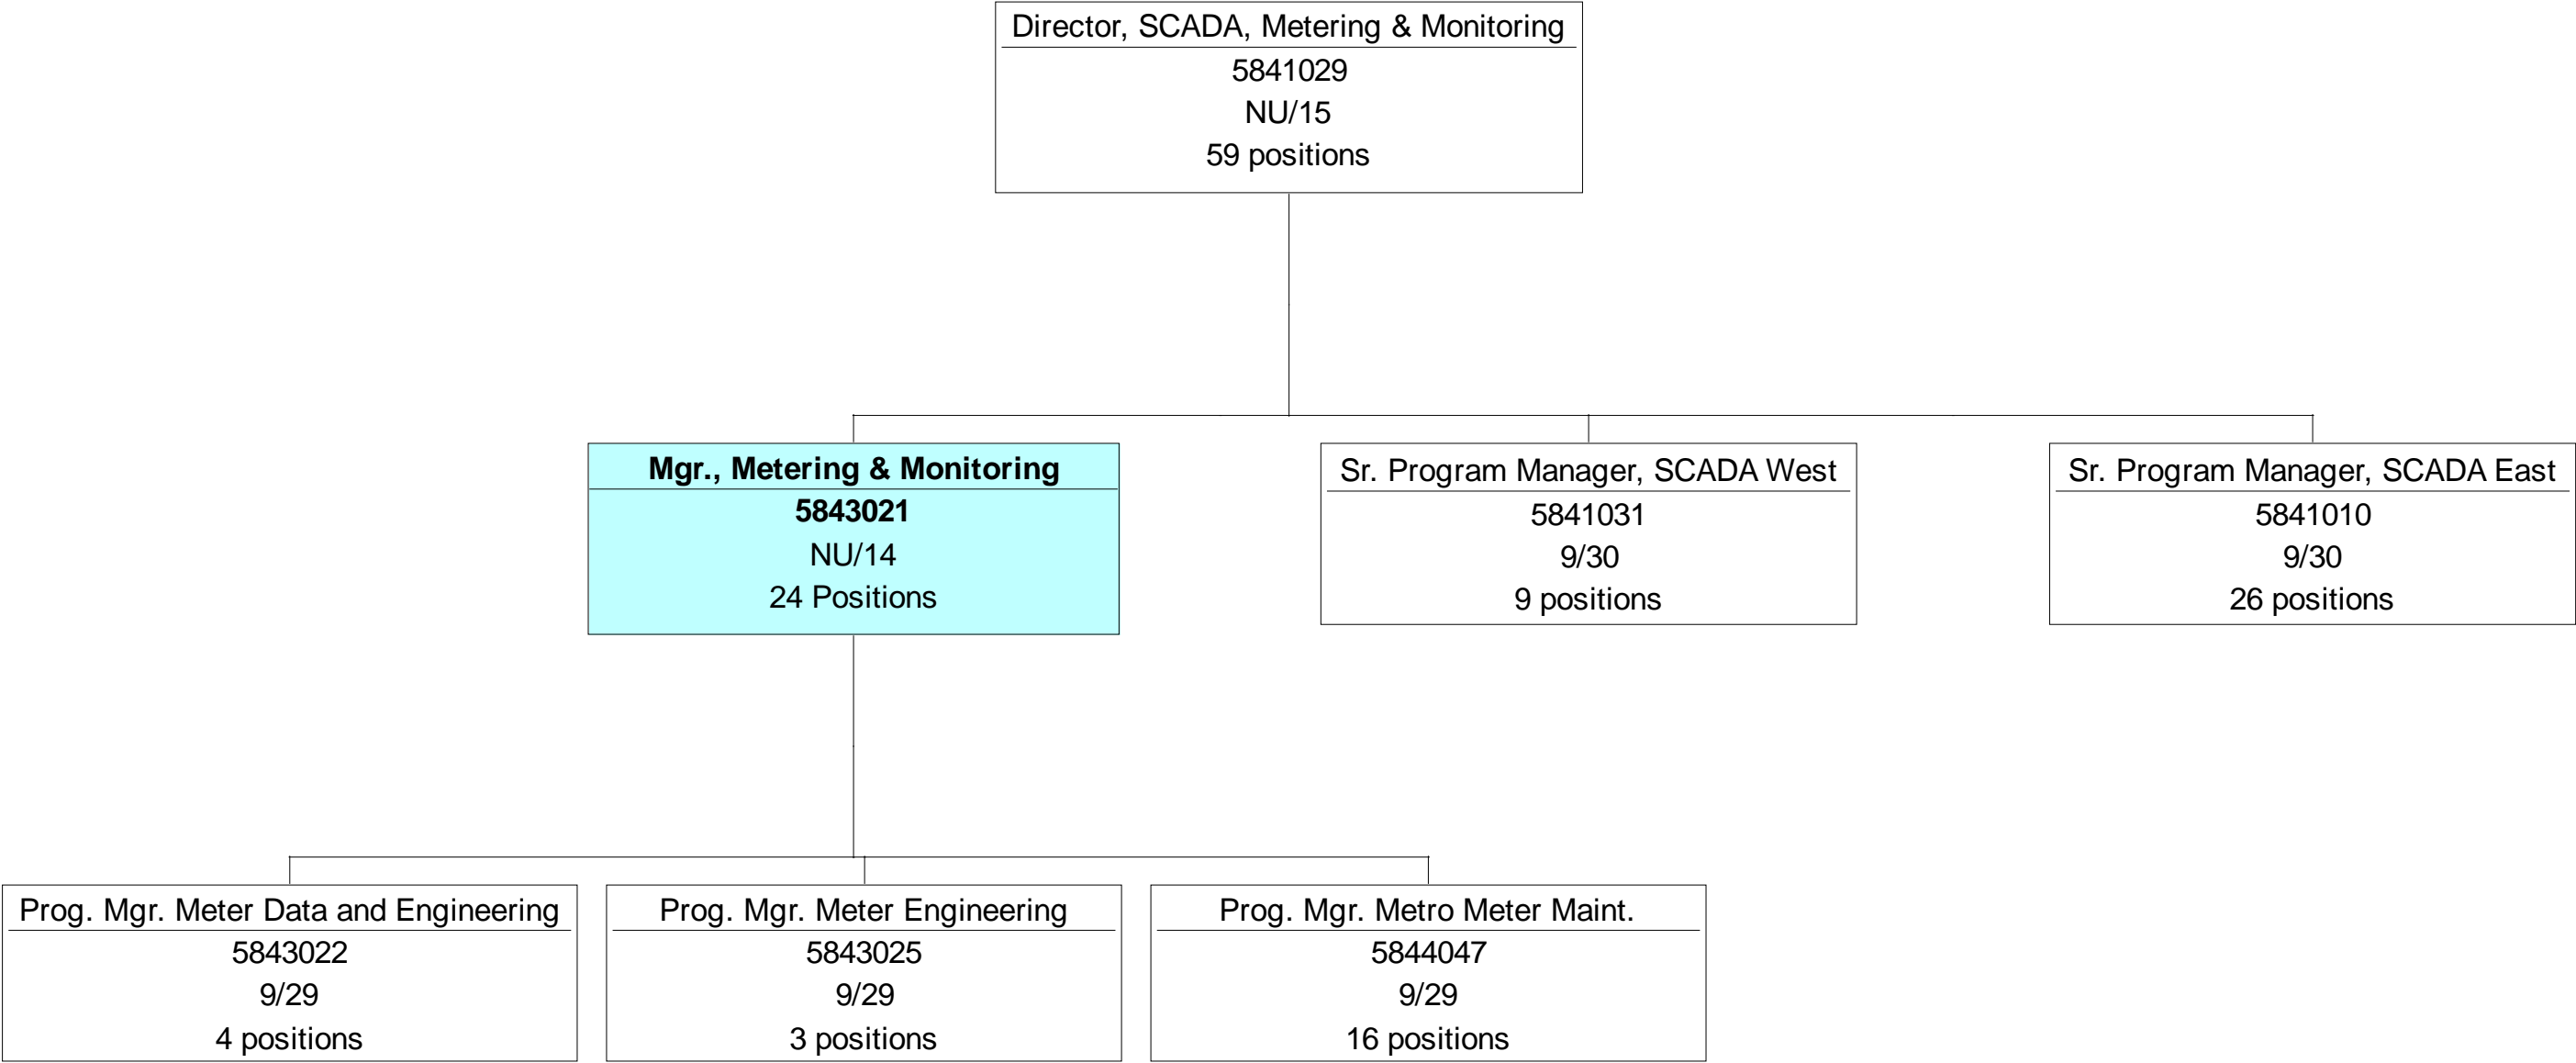 Director, SCADA, Metering & Monitoring
5841029
NU/15
59 positions
Mgr., Metering & Monitoring
5843021
NU/14
24 Positions
Sr. Program Manager, SCADA West
5841031
9/30
9 positions
Sr. Program Manager, SCADA East
5841010
9/30
26 positions
Prog. Mgr. Meter Data and Engineering
5843022
9/29
4 positions
Prog. Mgr. Meter Engineering
5843025
9/29
3 positions
Prog. Mgr. Metro Meter Maint.
5844047
9/29
16 positions